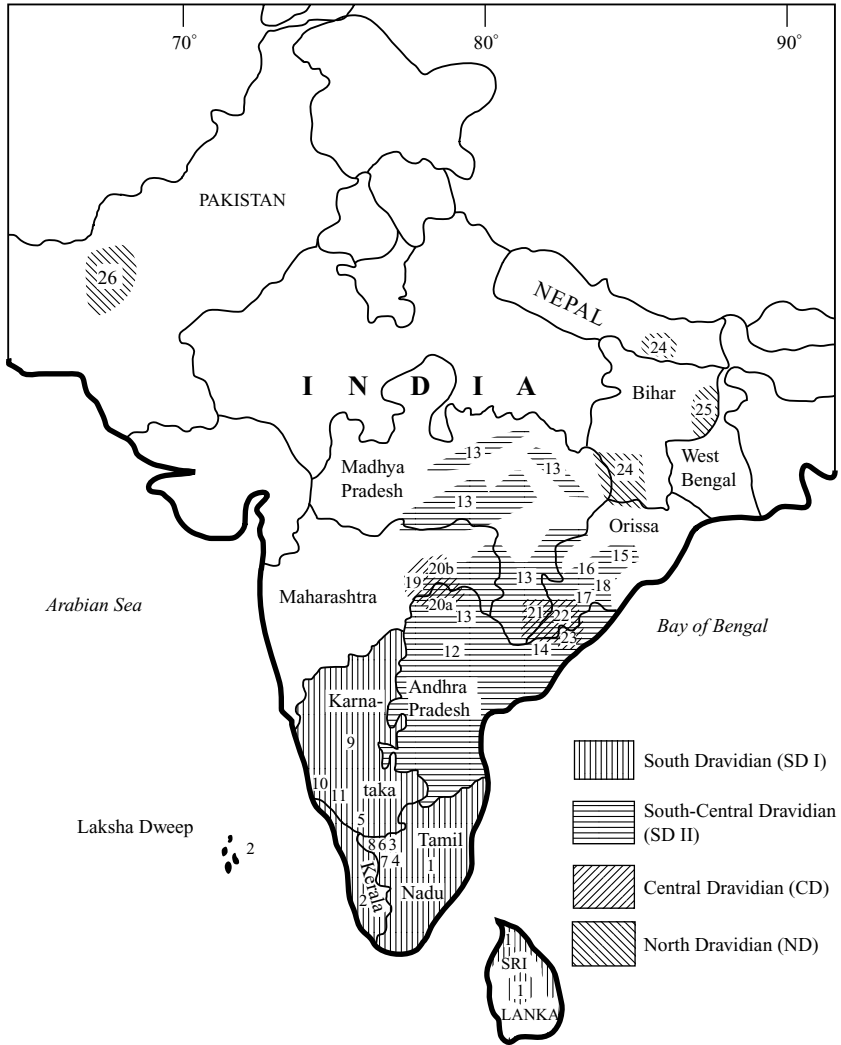 70°
80°
90°
PAKISTAN
26
NEPAL
24
I N D I A
Bihar
25
13
Madhya
Pradesh
13
24
West
Bengal
13
Orissa
15
20b
16
19
13
18
Maharashtra
20a
17
Arabian Sea
13
21
22
Bay of Bengal
23
12
14
Karna-
Andhra
Pradesh
9
South Dravidian (SD I)
10
11
taka
5
South-Central Dravidian
(SD II)
Laksha Dweep
2
8 6 3
7 4
Tamil
1
Nadu
Kerala
2
Central Dravidian (CD)
North Dravidian (ND)
1
SRI
1
LANKA